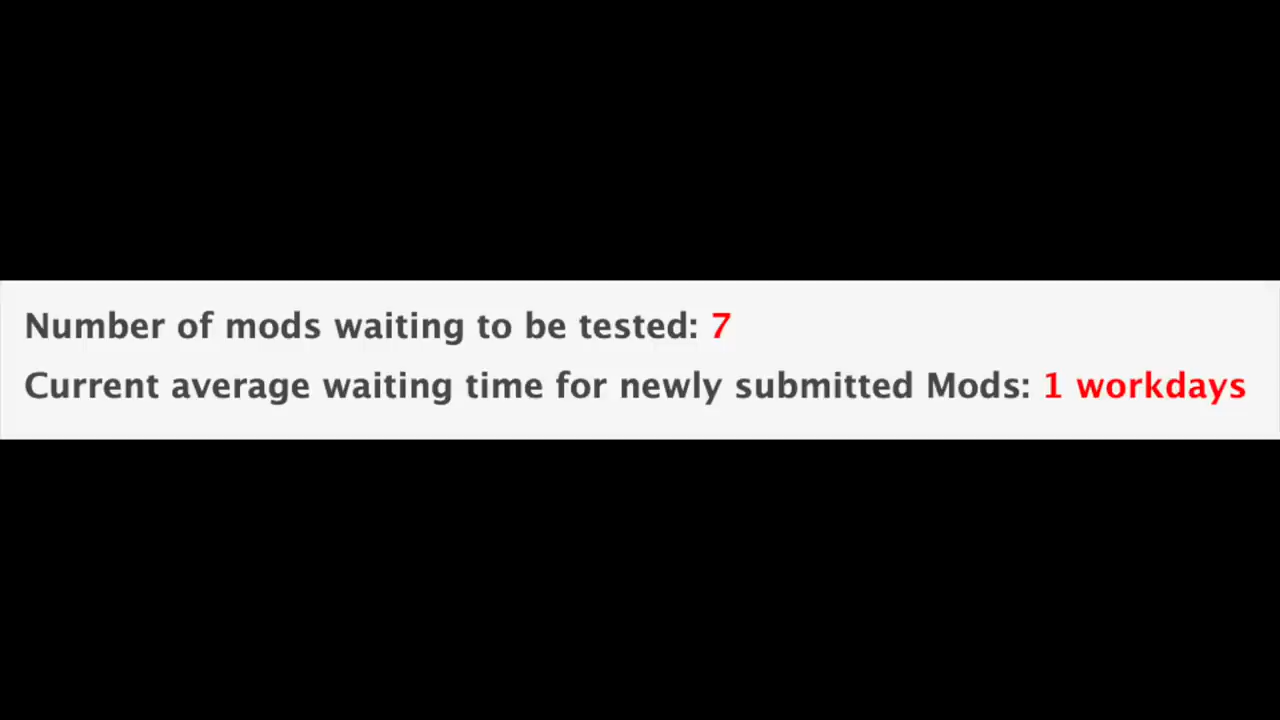 Number of mods waiting to be tested: 7
Current average waiting time for newly submitted Mods: 1 workdays